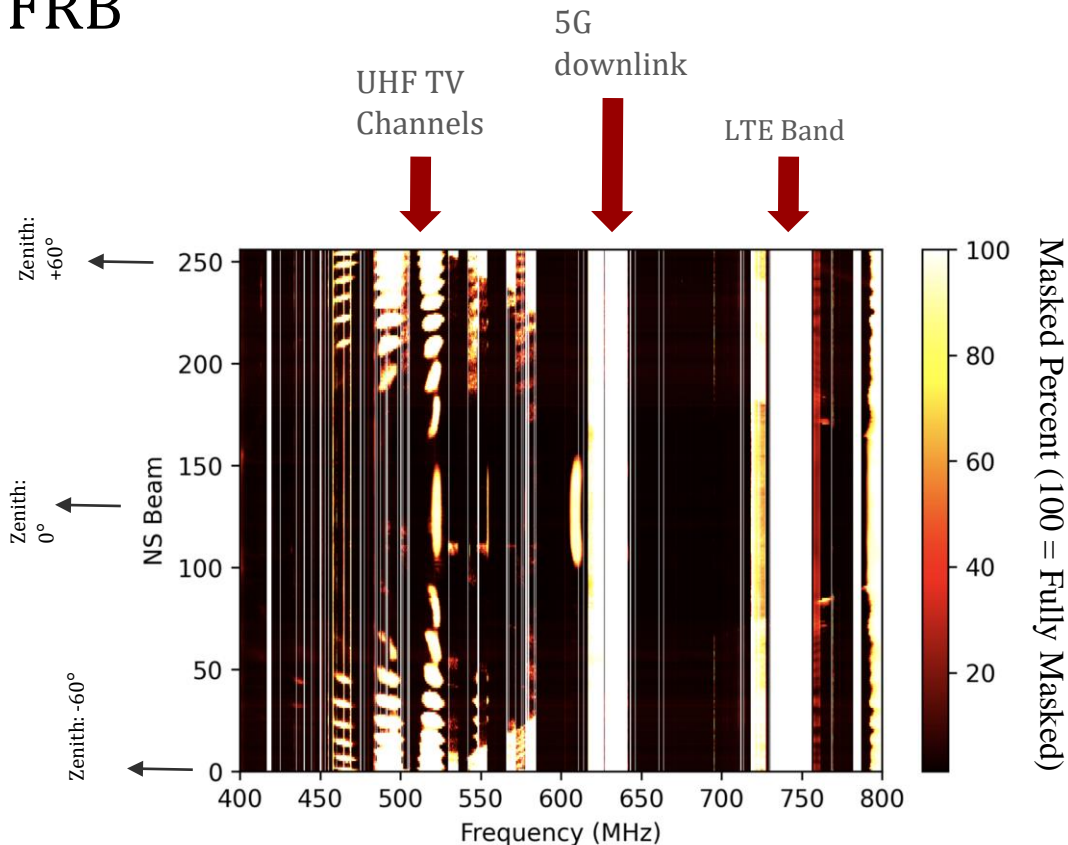 FRB
5G
downlink
UHF TV
Channels
LTE Band
Zenith:
+60°
Zenith:
0°
Zenith: -60°
NS Beam
250
200
150
100
50
0
400
450
500
550
600
650
700
750
800
Frequency (MHz)
100
80
60
40
20
Masked Percent (100 = Fully Masked)